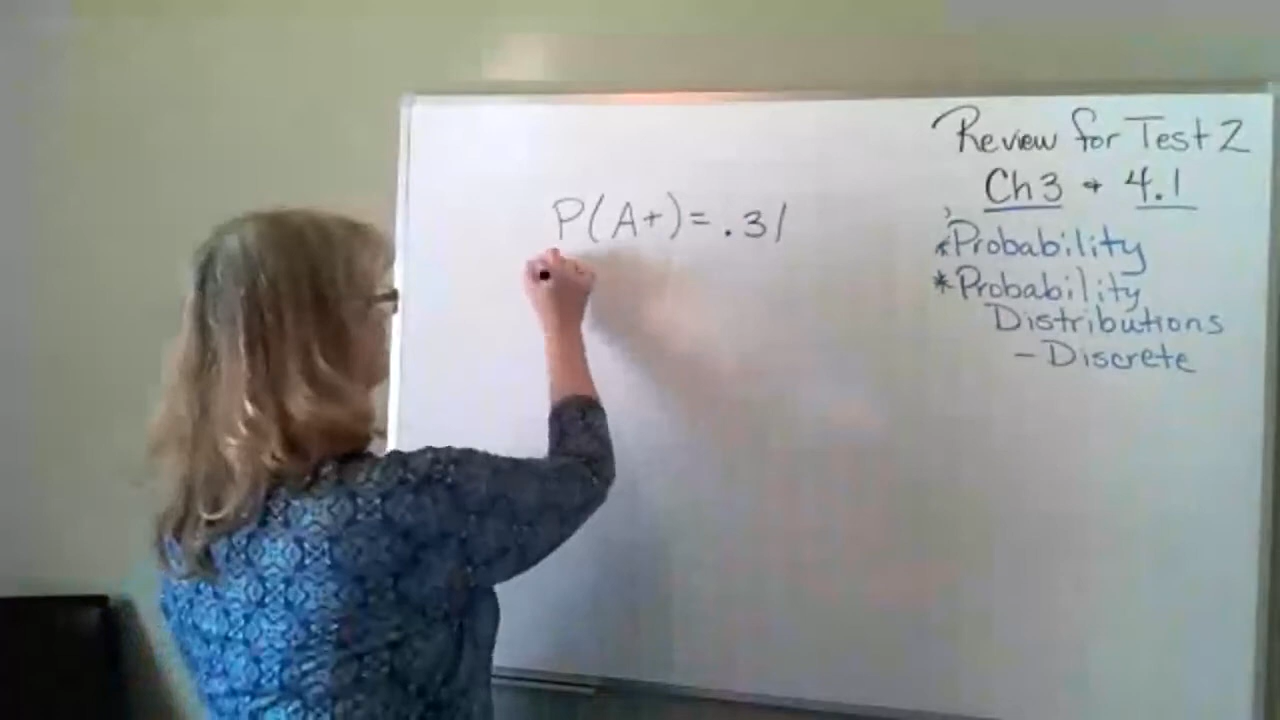 P(A+)= .31
Review for Test 2
Ch3 + 4.1
*Probability
*Probability
Distributions
- Discrete